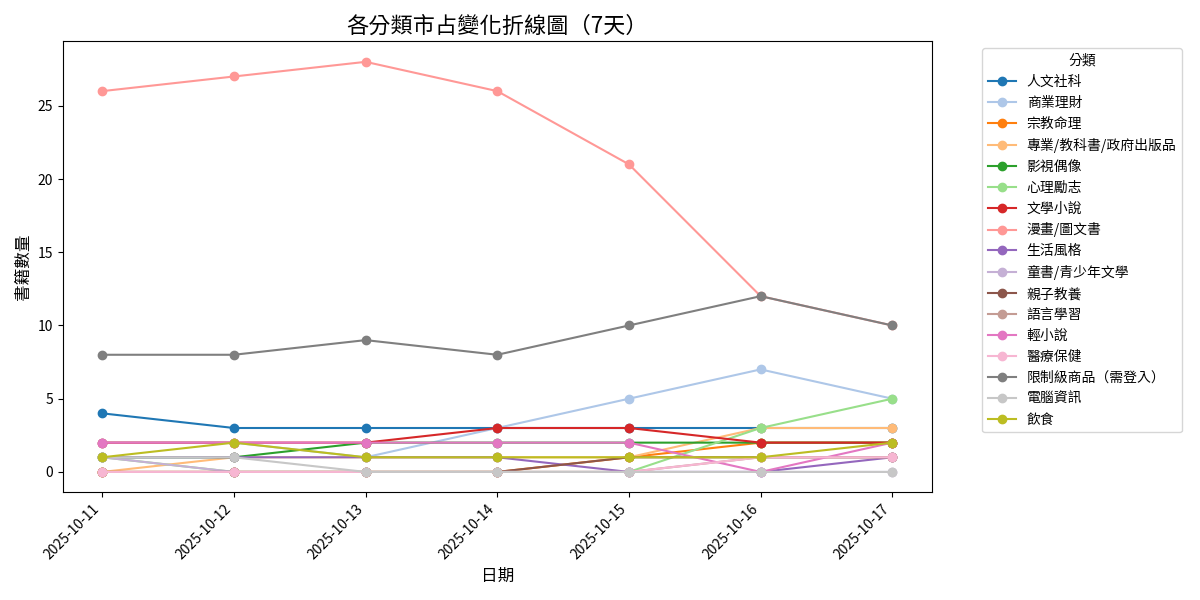 各分類市占變化折線圖（7天）
書籍數量
25
20
15
10
5
0
2025-10-11
2025-10-12
2025-10-13
2025-10-14
2025-10-15
2025-10-16
2025-10-17
日期
分類
人文社科
商業理財
宗教命理
專業/教科書/政府出版品
影視偶像
心理勵志
文學小說
漫畫/圖文書
生活風格
童書/青少年文學
親子教養
語言學習
輕小說
醫療保健
限制級商品（需登入）
電腦資訊
飲食